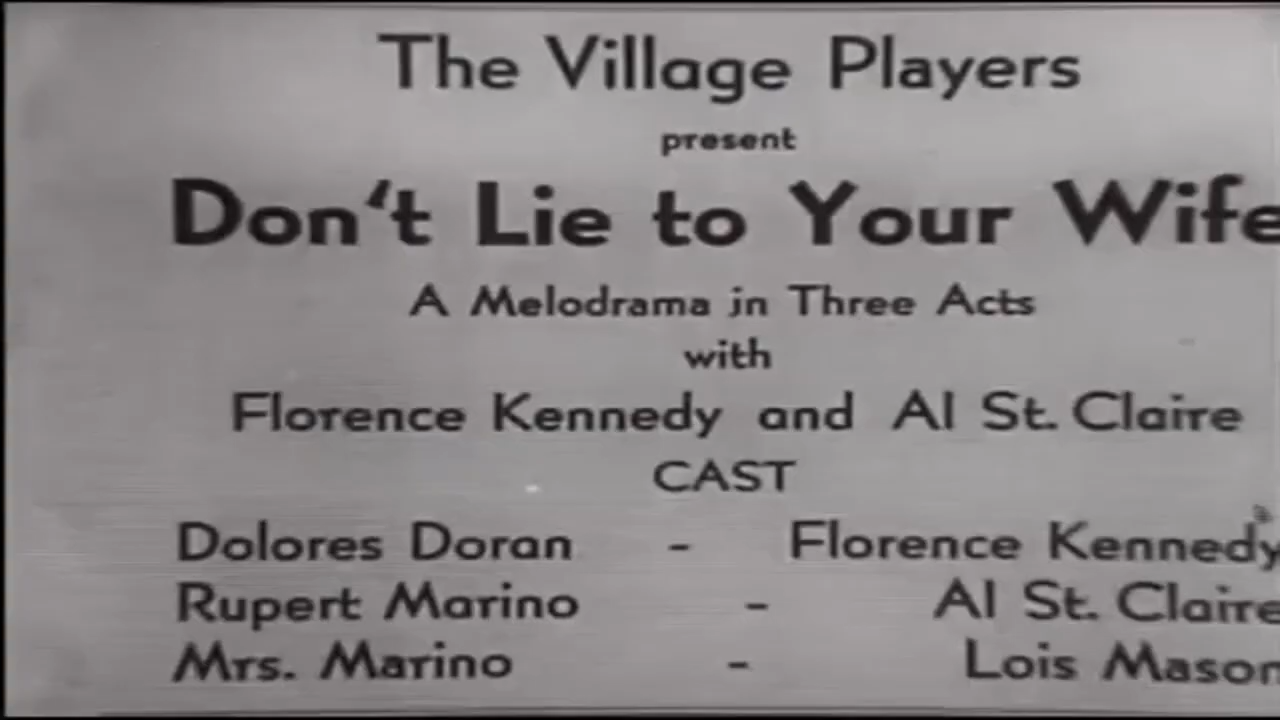 The Village Players
present
Don't Lie to Your Wife
A Melodrama in Three Acts
with
Florence Kennedy and Al St. Claire
CAST
Dolores Doran - Florence Kennedy
Rupert Marino - Al St. Claire
Mrs. Marino - Lois Mason